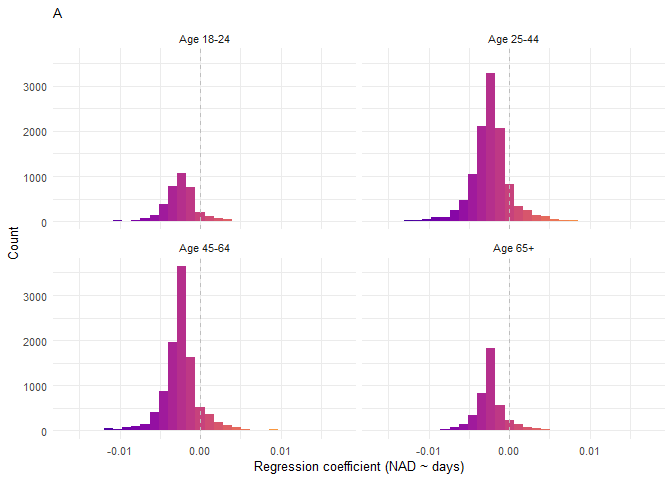 A
Age 18-24
Age 25-44
3000
2000
1000
0
Count
Age 45-64
Age 65+
3000
2000
1000
0
-0.01
0.00
0.01
-0.01
0.00
0.01
Regression coefficient (NAD ~ days)